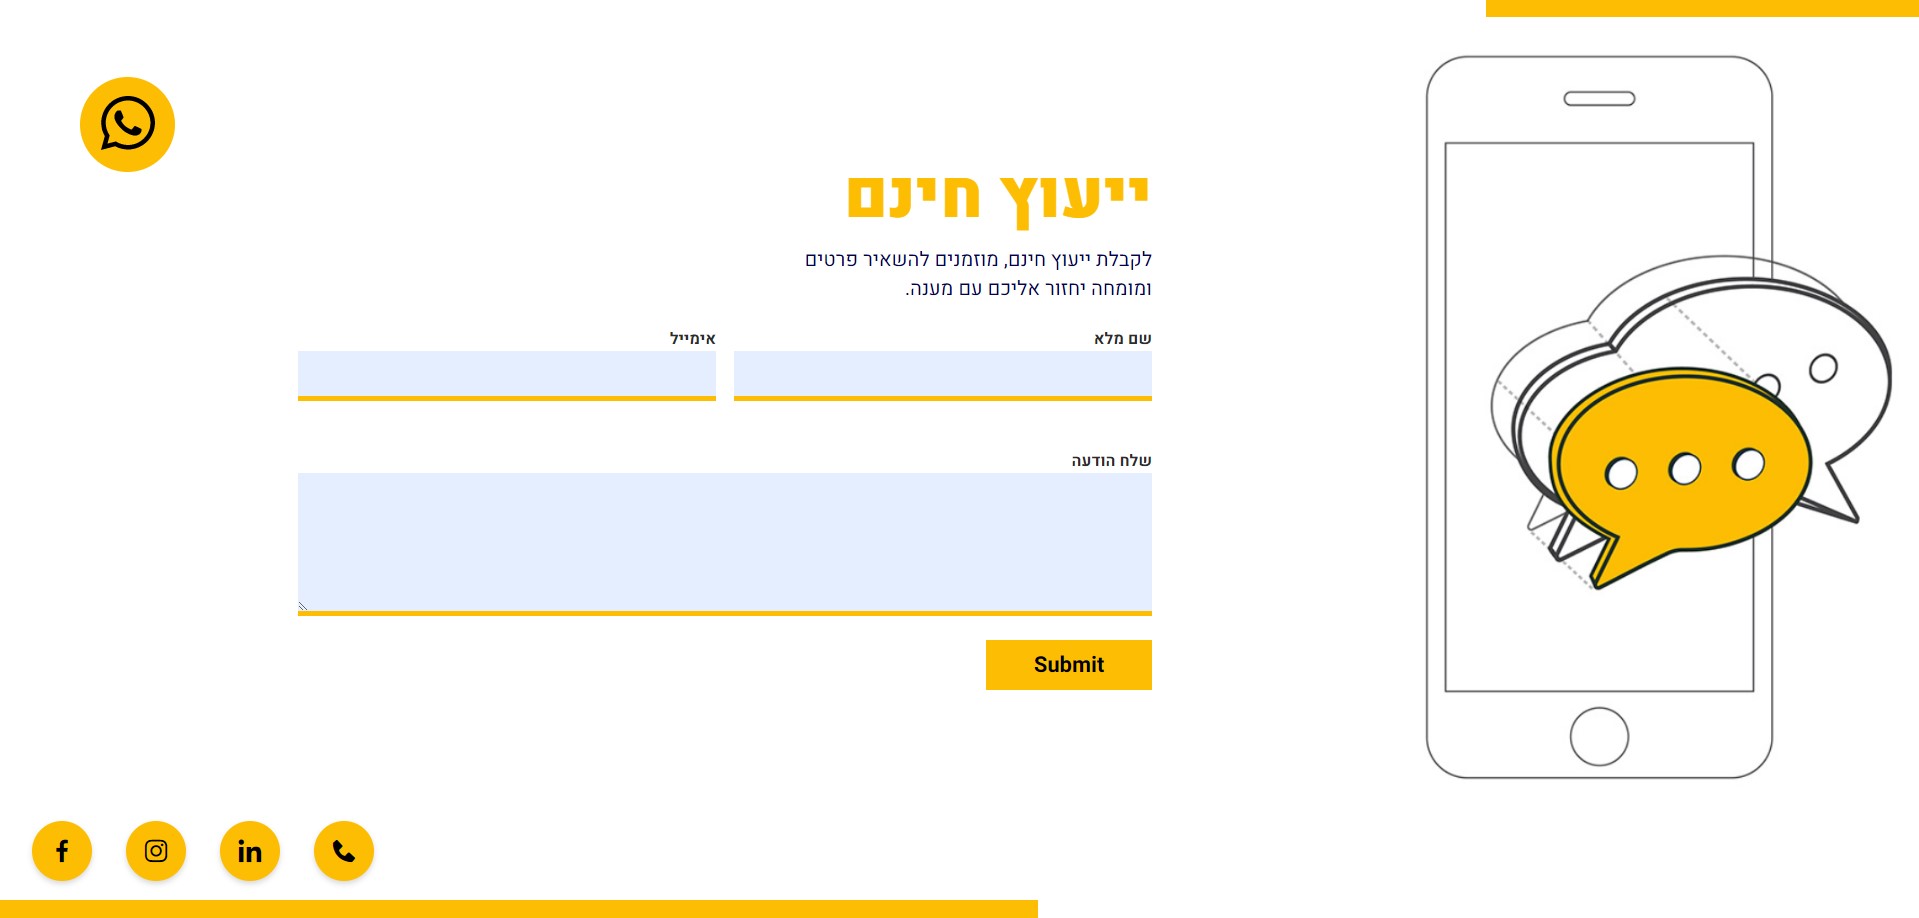 ייעוץ חינם
לקבלת ייעוץ חינם, מוזמנים להשאיר פרטים
ומומחה יחזור אליכם עם מענה.
שם מלא
אימייל
שלח הודעה
Submit